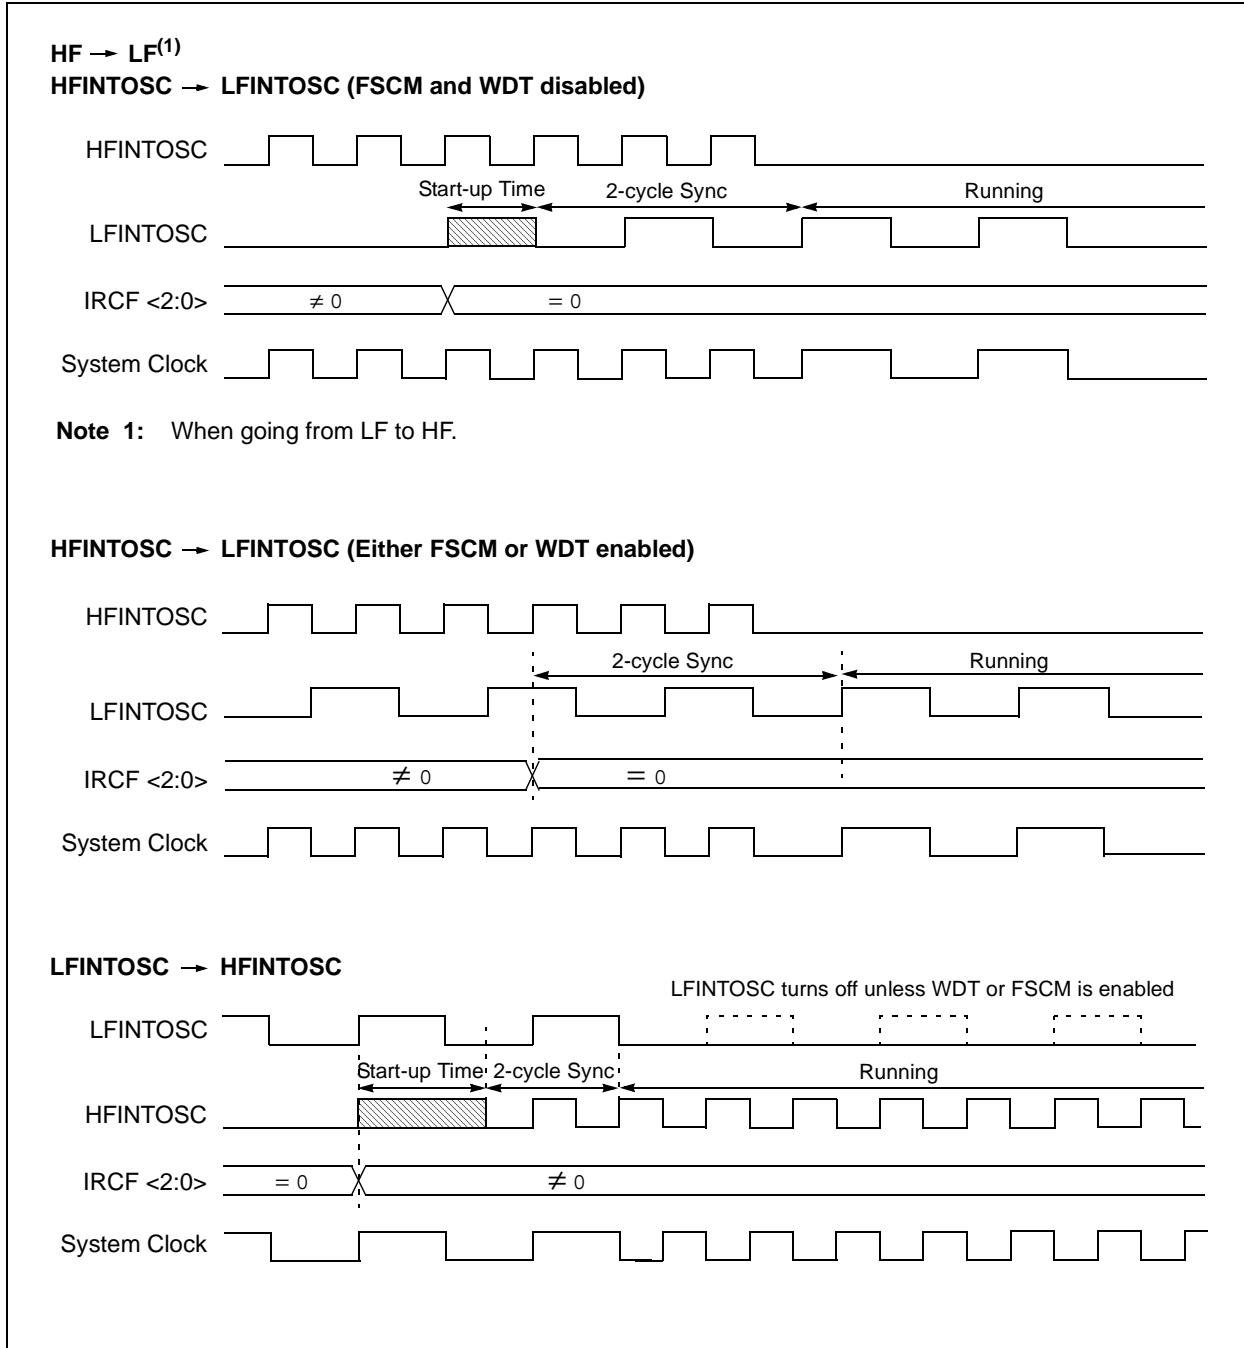 HF → LF(1)
HFINTOSC → LFINTOSC (FSCM and WDT disabled)
HFINTOSC
Start-up Time 2-cycle Sync Running
LFINTOSC
IRCF <2:0> ≠ 0 = 0
System Clock
Note 1: When going from LF to HF.
HFINTOSC → LFINTOSC (Either FSCM or WDT enabled)
HFINTOSC
2-cycle Sync Running
LFINTOSC
IRCF <2:0> ≠ 0 = 0
System Clock
LFINTOSC → HFINTOSC
LFINTOSC turns off unless WDT or FSCM is enabled
LFINTOSC
Start-up Time 2-cycle Sync Running
HFINTOSC
IRCF <2:0> = 0 ≠ 0
System Clock